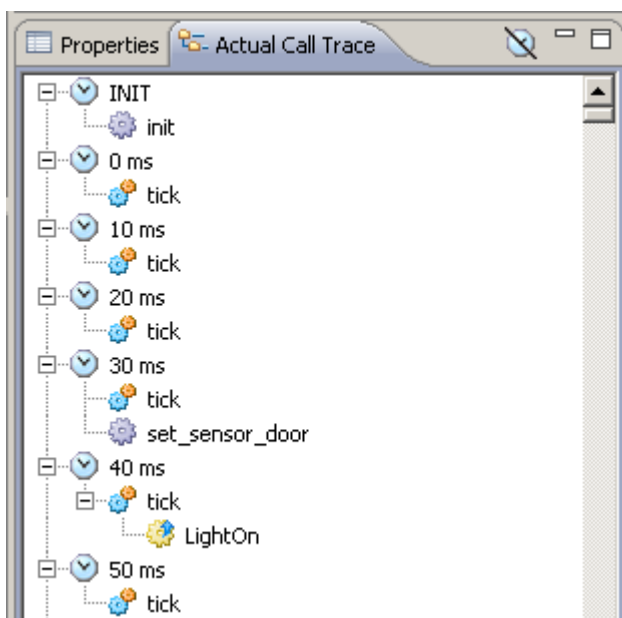 Properties Actual Call Trace
INIT
init
0 ms
tick
10 ms
tick
20 ms
tick
30 ms
tick
set_sensor_door
40 ms
tick
LightOn
50 ms
tick